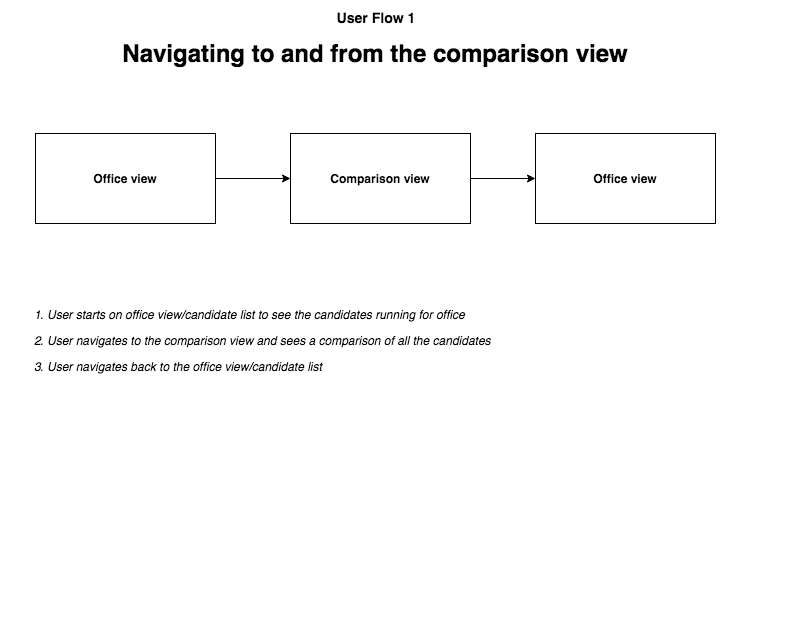 User Flow 1
Navigating to and from the comparison view
Office view
Comparison view
Office view
1. User starts on office view/candidate list to see the candidates running for office
2. User navigates to the comparison view and sees a comparison of all the candidates
3. User navigates back to the office view/candidate list